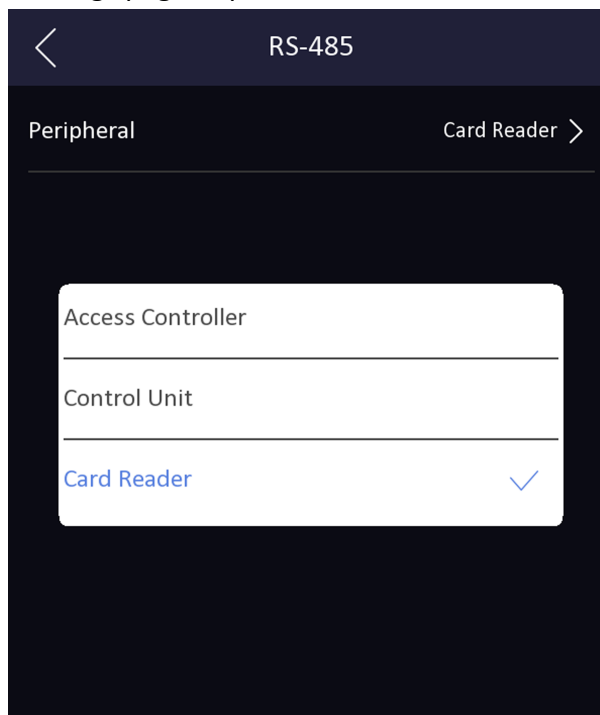 RS-485
Peripheral Card Reader
Access Controller
Control Unit
Card Reader